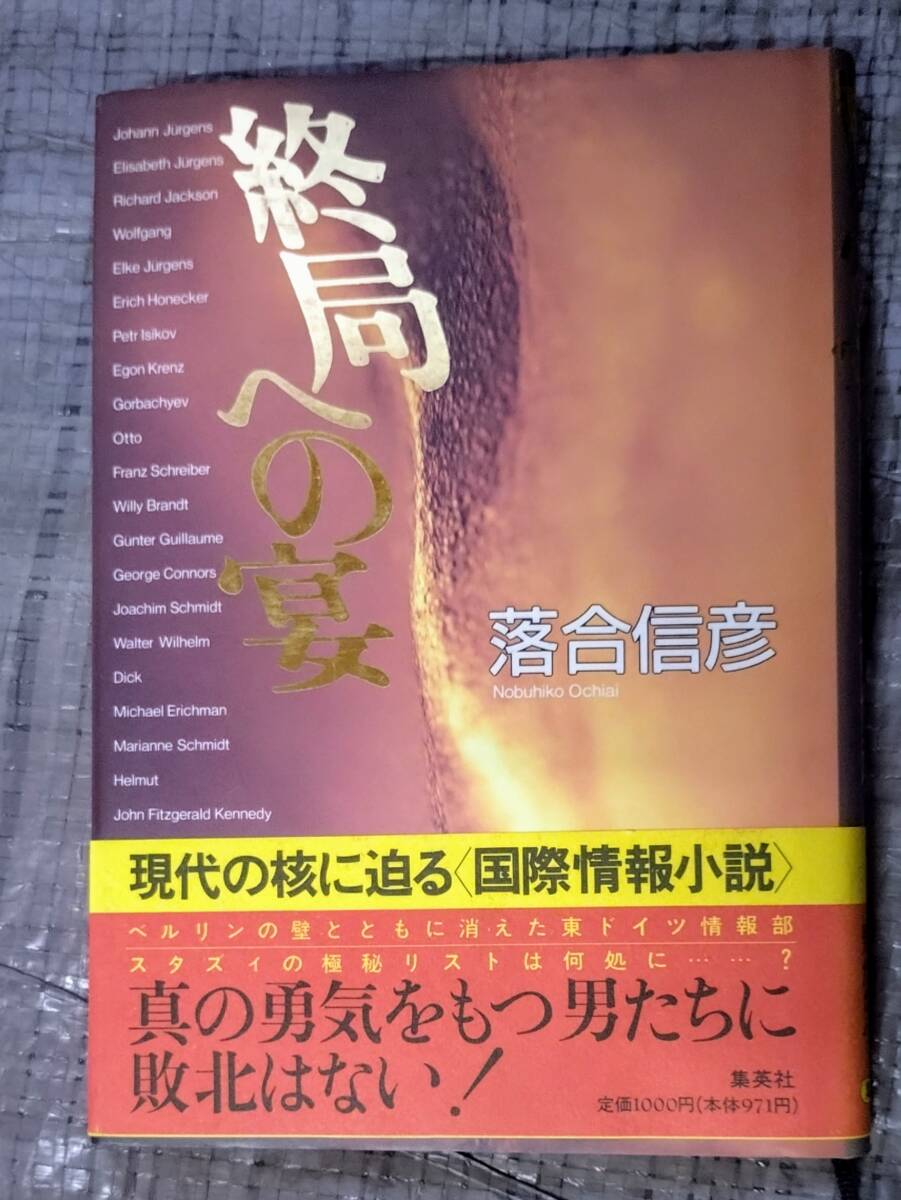 Johann Jürgens
Elisabeth Jürgens
Richard Jackson
Wolfgang
Elke Jürgens
Erich Honecker
Petr Isikov
Egon Krenz
Gorbachyev
Otto
Franz Schreiber
Willy Brandt
Günter Guillaume
George Connors
Joachim Schmidt
Walter Wilhelm
Dick
Michael Erichman
Marianne Schmidt
Helmut
John Fitzgerald Kennedy
終局への宴
落合信彦
Nobuhiko Ochiai
現代の核に迫る〈国際情報小説〉
ベルリンの壁とともに消えた東ドイツ情報部
スタズィの極秘リストは何処に……?
真の勇気をもつ男たちに
敗北はない!
集英社
定価1000円(本体971円)